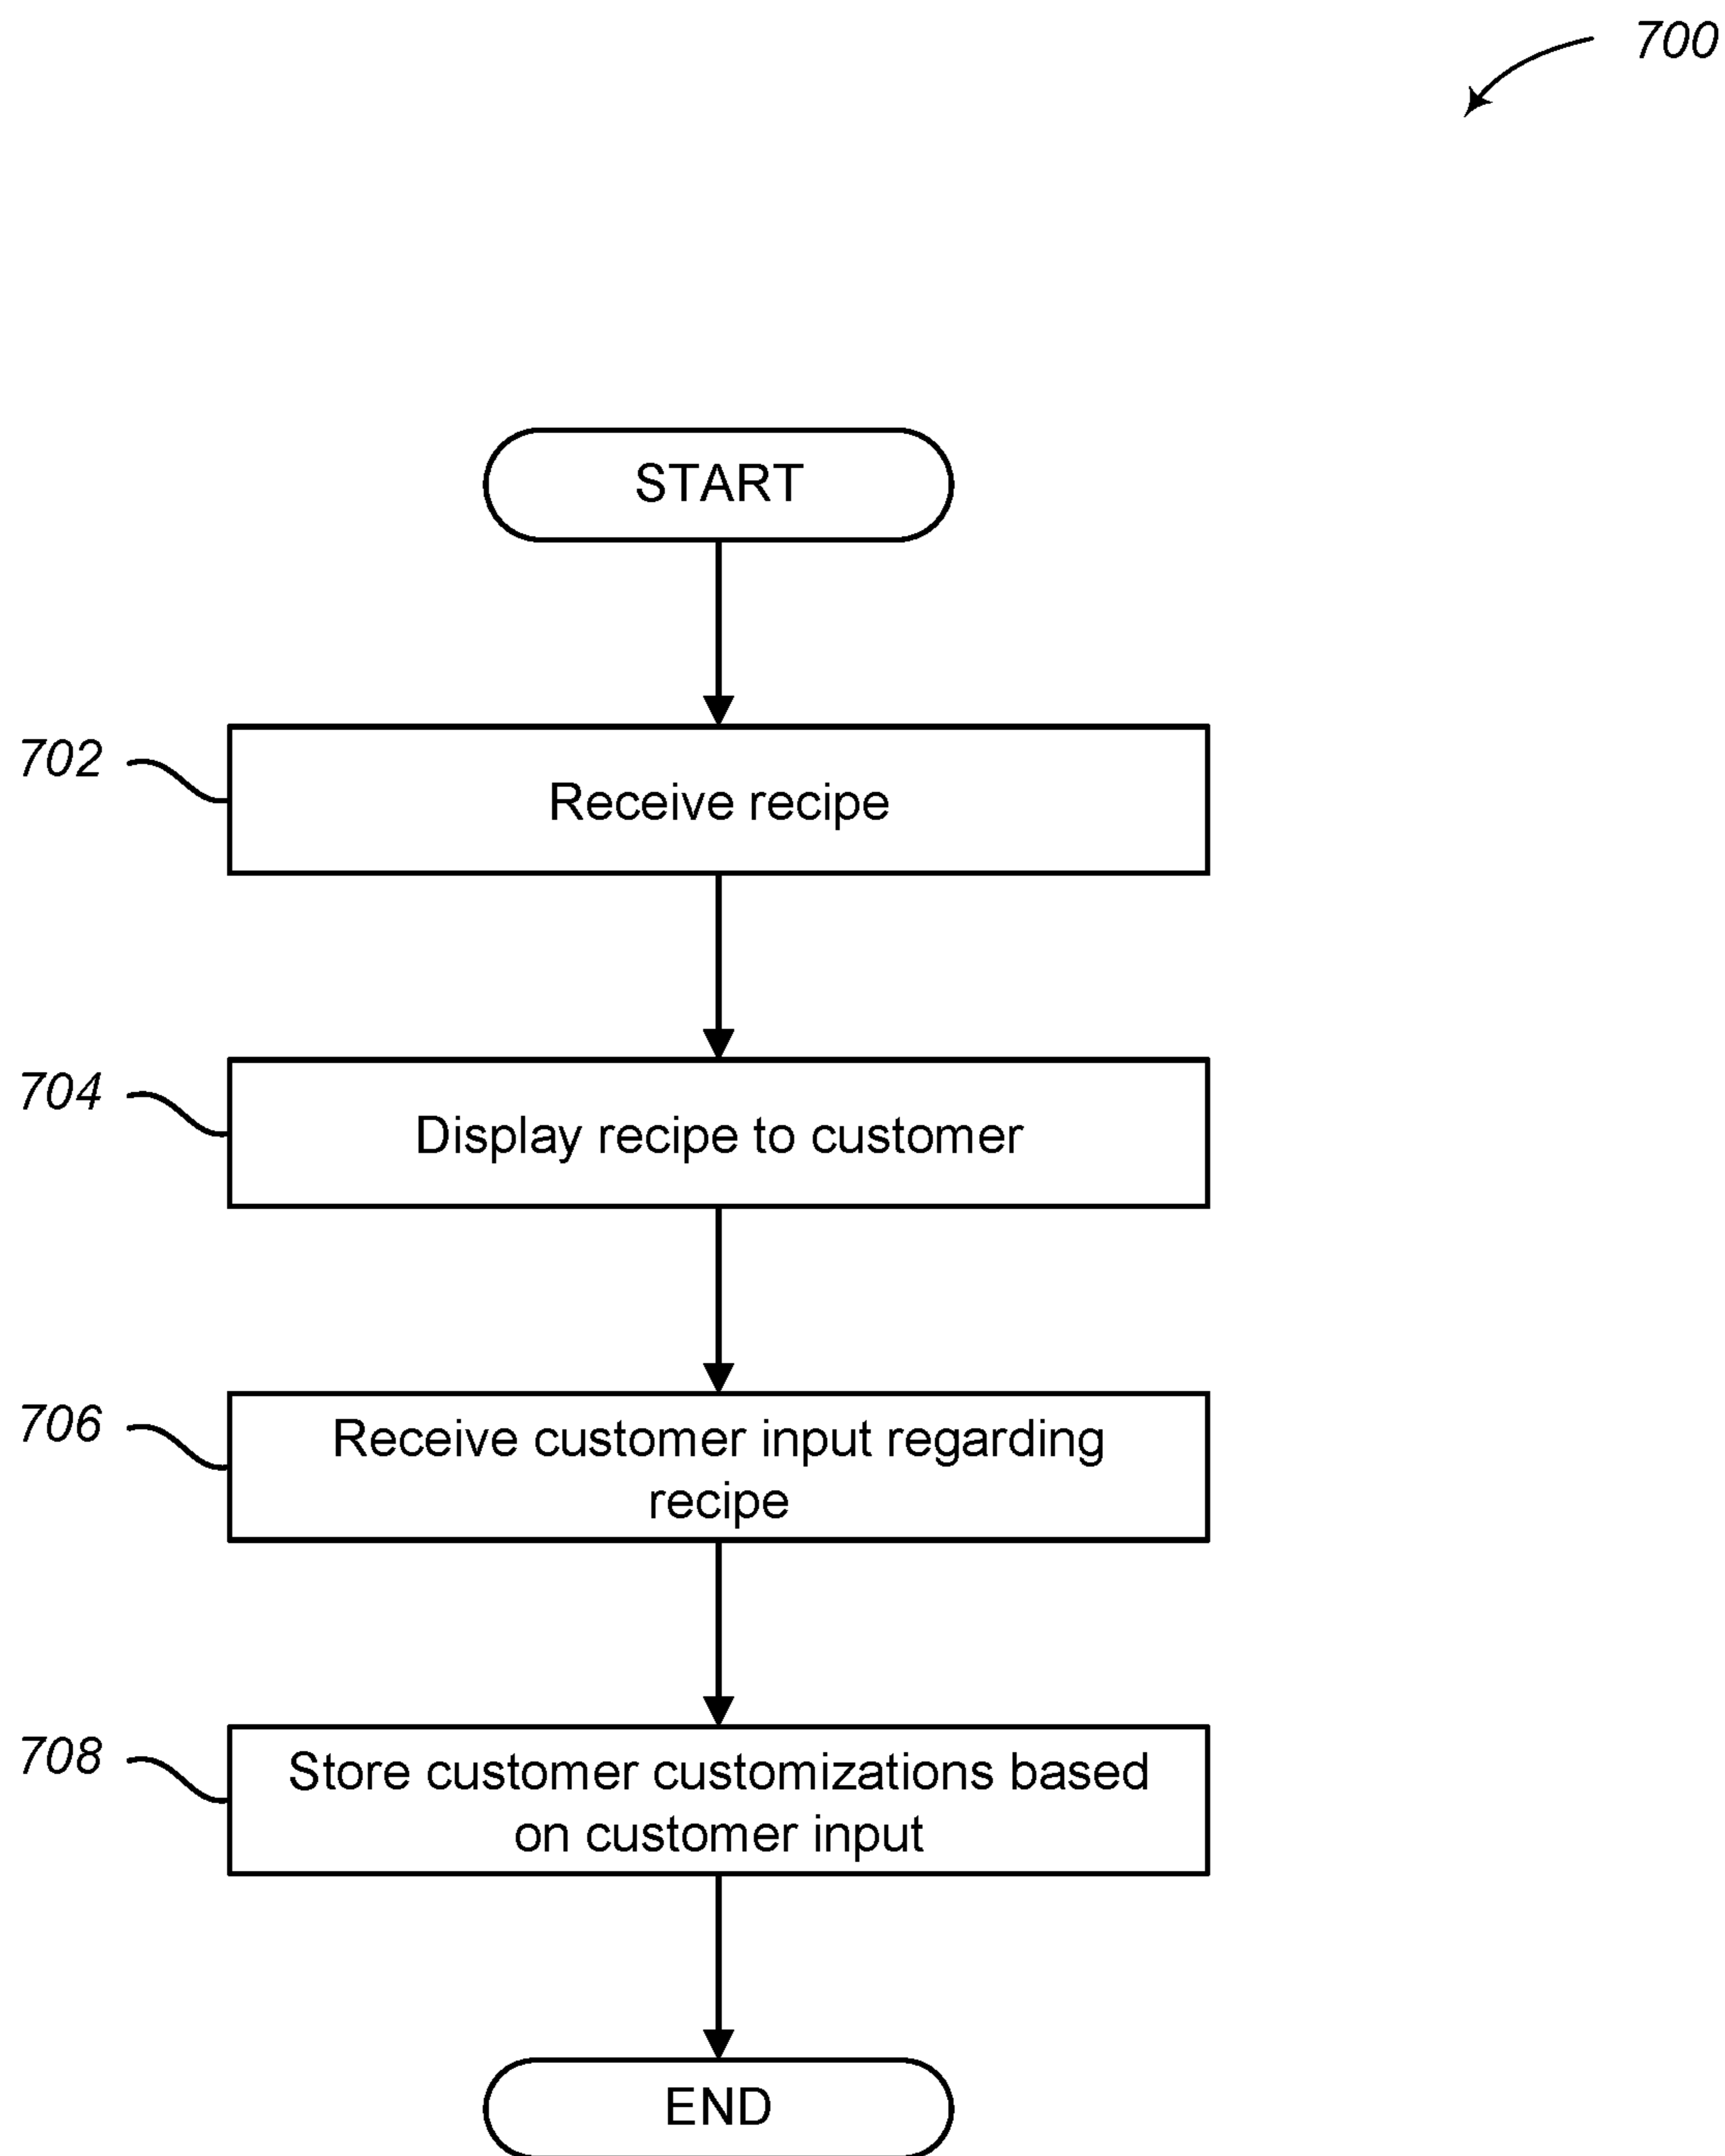 700
START
702
Receive recipe
704
Display recipe to customer
706
Receive customer input regarding
recipe
708
Store customer customizations based
on customer input
END